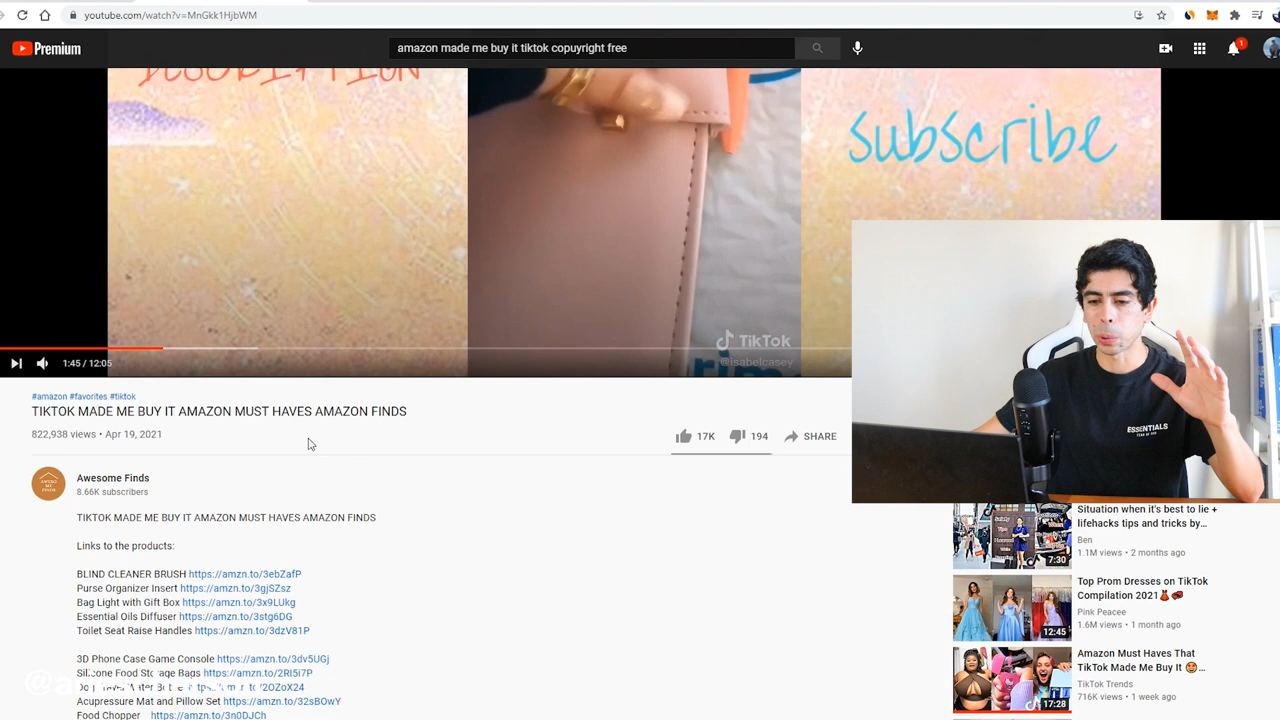 youtube.com/watch?v=MnGkk1HjbWM
Premium
amazon made me buy it tiktok copuyright free
1
DESCRIPTION
subscribe
TikTok
@isabelcasey
1:45 / 12:05
#amazon #favorites #tiktok
TIKTOK MADE ME BUY IT AMAZON MUST HAVES AMAZON FINDS
822,938 views • Apr 19, 2021
17K
194
SHARE
ESSENTIALS
FEAR OF GOD
Awesome Finds
8.66K subscribers
TIKTOK MADE ME BUY IT AMAZON MUST HAVES AMAZON FINDS
Links to the products:
BLIND CLEANER BRUSH https://amzn.to/3ebZafP
Purse Organizer Insert https://amzn.to/3gjSZsz
Bag Light with Gift Box https://amzn.to/3x9LUkg
Essential Oils Diffuser https://amzn.to/3stg6DG
Toilet Seat Raise Handles https://amzn.to/3dzV81P
3D Phone Case Game Console https://amzn.to/3dv5UGj
Silicone Food Storage Bags https://amzn.to/2RI5i7P
Acupressure Mat and Pillow Set https://amzn.to/32sBOwY
Food Chopper https://amzn.to/3n0DJCh
Situation when it's best to lie +
lifehacks tips and tricks by...
Ben
1.1M views • 2 months ago
7:30
Top Prom Dresses on TikTok
Compilation 2021
Pink Peacee
1.6M views • 1 month ago
12:45
Amazon Must Haves That
TikTok Made Me Buy It
TikTok Trends
716K views • 1 week ago
17:28